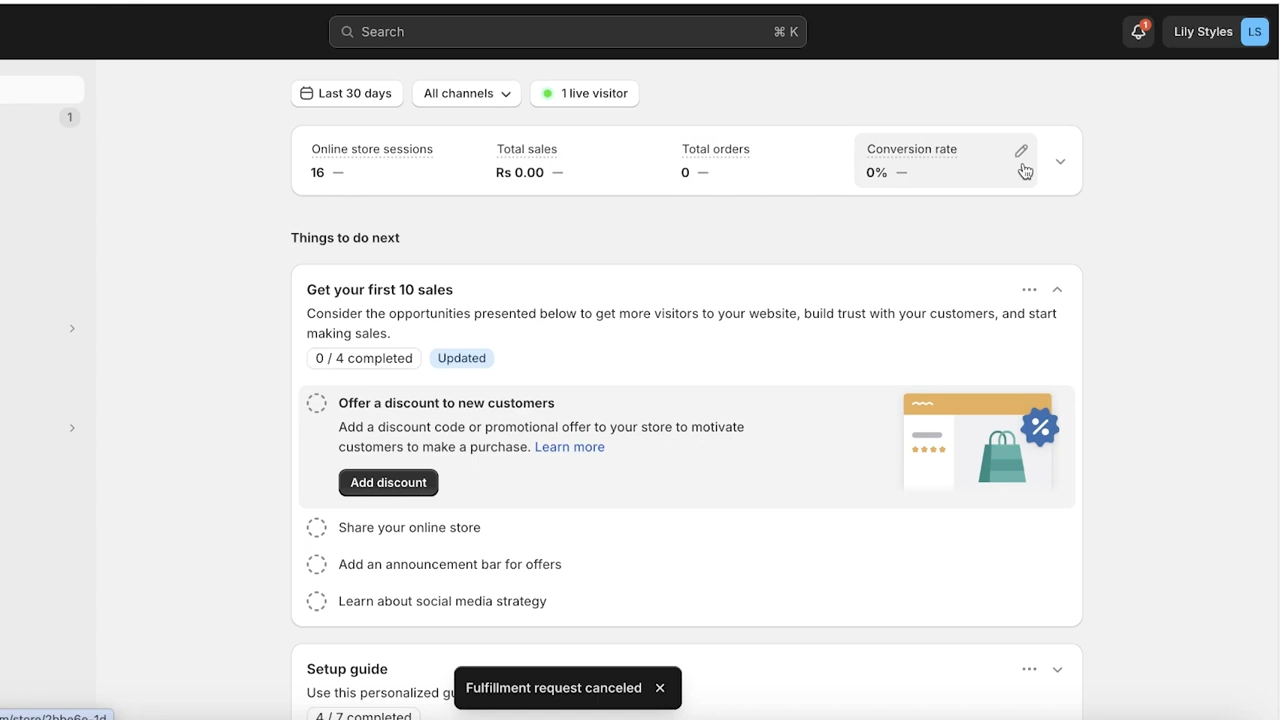 Search
⌘ K
1
Lily Styles
LS
1
Last 30 days
All channels
1 live visitor
Online store sessions
16 —
Total sales
Rs 0.00 —
Total orders
0 —
Conversion rate
0% —
Things to do next
Get your first 10 sales
Consider the opportunities presented below to get more visitors to your website, build trust with your customers, and start
making sales.
0 / 4 completed
Updated
Offer a discount to new customers
Add a discount code or promotional offer to your store to motivate
customers to make a purchase. Learn more
Add discount
%
Share your online store
Add an announcement bar for offers
Learn about social media strategy
Setup guide
Use this personalized
4 / 7 completed
Fulfillment request canceled